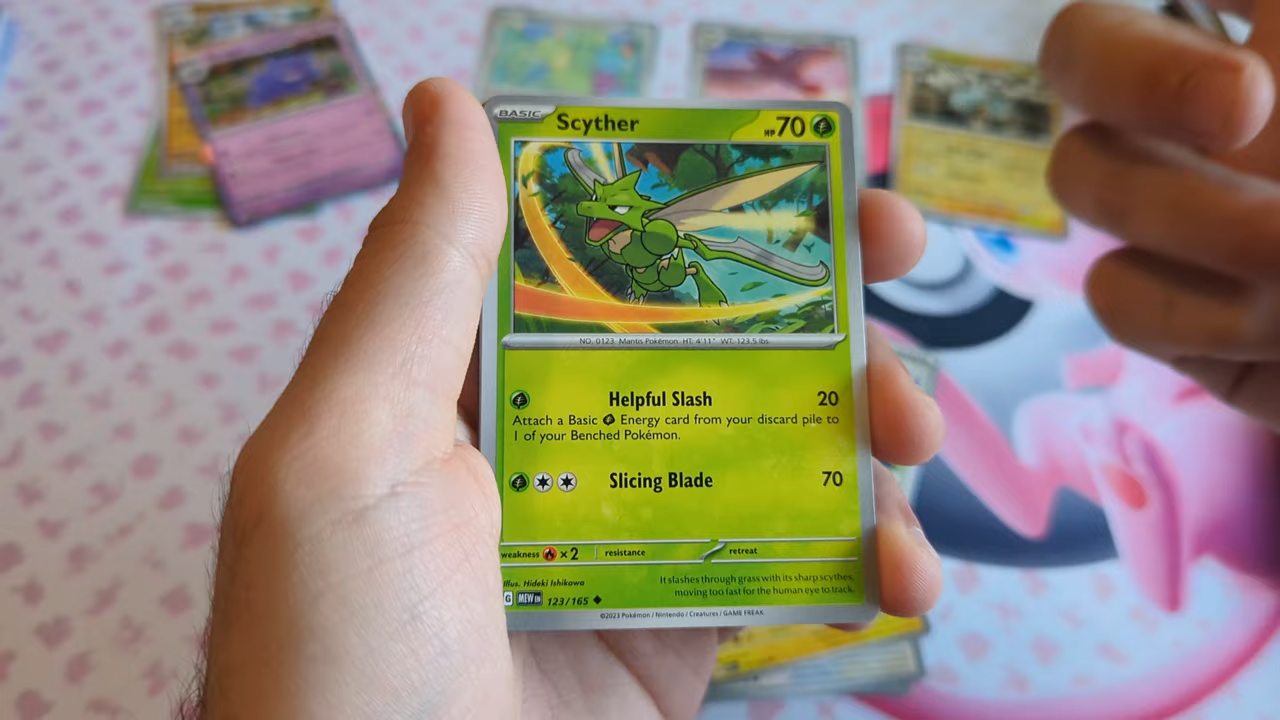 BASIC Scyther HP 70
NO. 0123 Mantis Pokémon HT: 4'11" WT: 123.5 lbs
Helpful Slash 20
Attach a Basic Energy card from your discard pile to
1 of your Benched Pokémon.
Slicing Blade 70
weakness ×2 resistance retreat
Illus. Hideki Ishikawa
It slashes through grass with its sharp scythes,
moving too fast for the human eye to track.
G MEW EN 123/165
©2023 Pokémon / Nintendo / Creatures / GAME FREAK